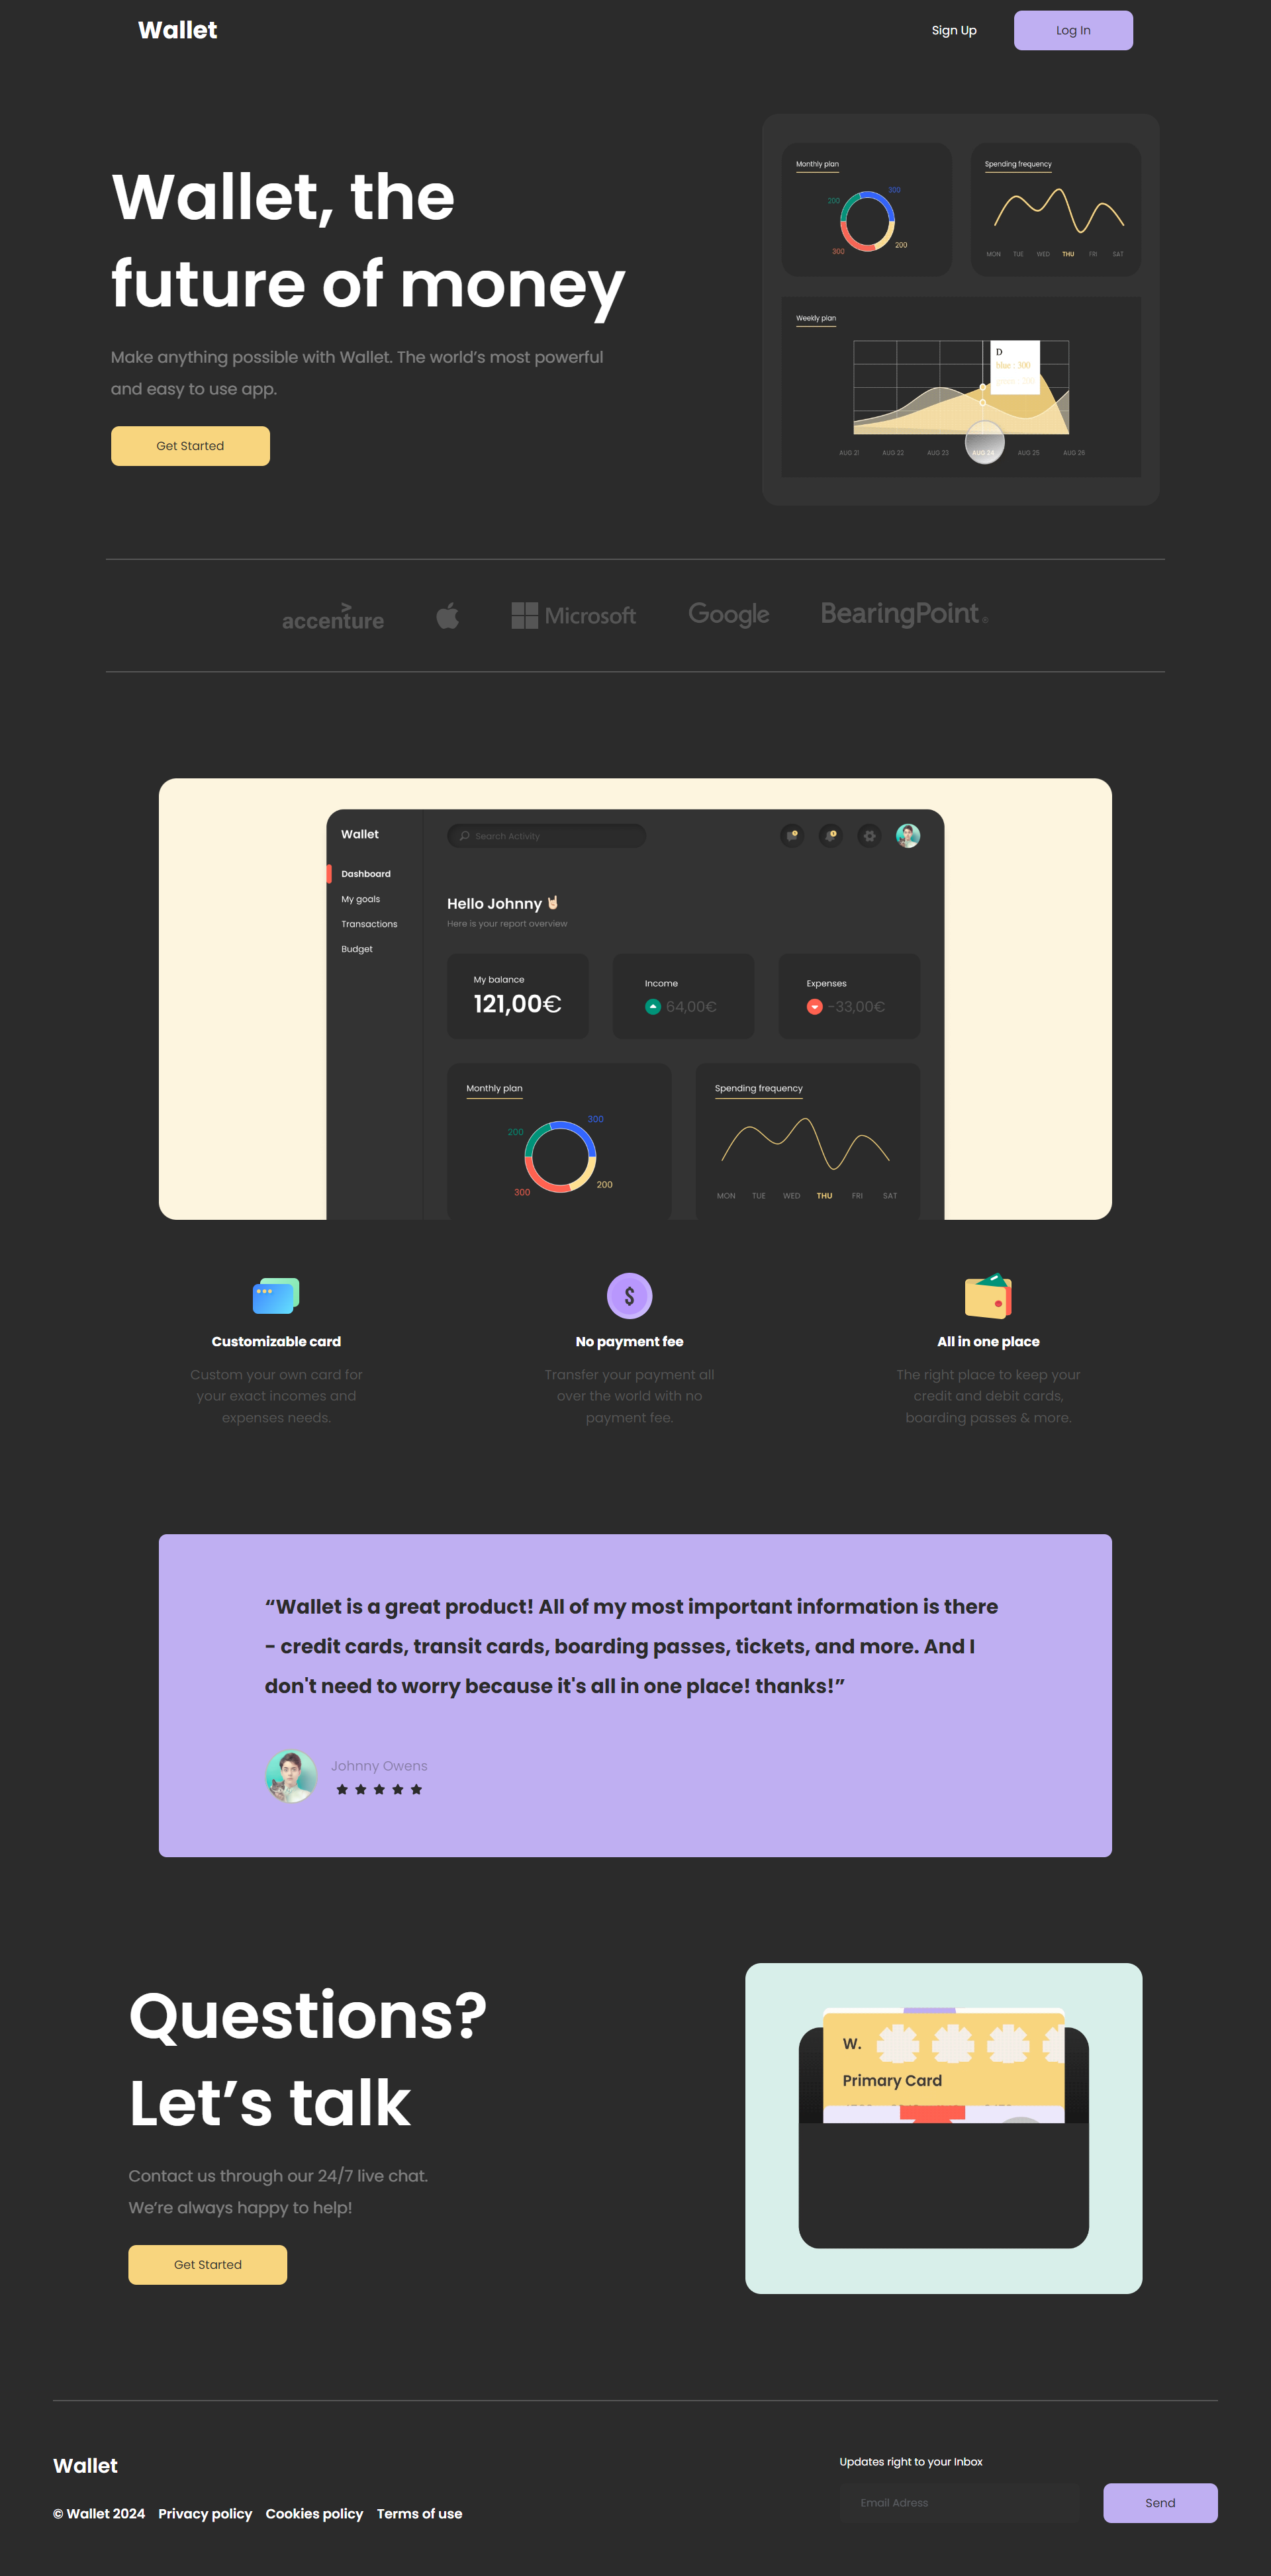 Wallet
Sign Up
Log In
Wallet, the
future of money
Make anything possible with Wallet. The world’s most powerful
and easy to use app.
Get Started
Monthly plan
300
200
200
300
Spending frequency
MON TUE WED THU FRI SAT
Weekly plan
D
blue : 300
AUG 21 AUG 22 AUG 23 AUG 24 AUG 25 AUG 26
accenture
Microsoft
Google
BearingPoint®
Wallet
Search Activity
Dashboard
My goals
Transactions
Budget
Hello Johnny
Here is your report overview
My balance
121,00€
Income
64,00€
Expenses
-33,00€
Monthly plan
300
200
200
300
Spending frequency
MON TUE WED THU FRI SAT
Customizable card
Custom your own card for
your exact incomes and
expenses needs.
No payment fee
Transfer your payment all
over the world with no
payment fee.
All in one place
The right place to keep your
credit and debit cards,
boarding passes & more.
“Wallet is a great product! All of my most important information is there
- credit cards, transit cards, boarding passes, tickets, and more. And I
don't need to worry because it's all in one place! thanks!”
Johnny Owens
Questions?
Let’s talk
Contact us through our 24/7 live chat.
We’re always happy to help!
Get Started
W.
Primary Card
Wallet
© Wallet 2024 Privacy policy Cookies policy Terms of use
Updates right to your Inbox
Email Adress
Send